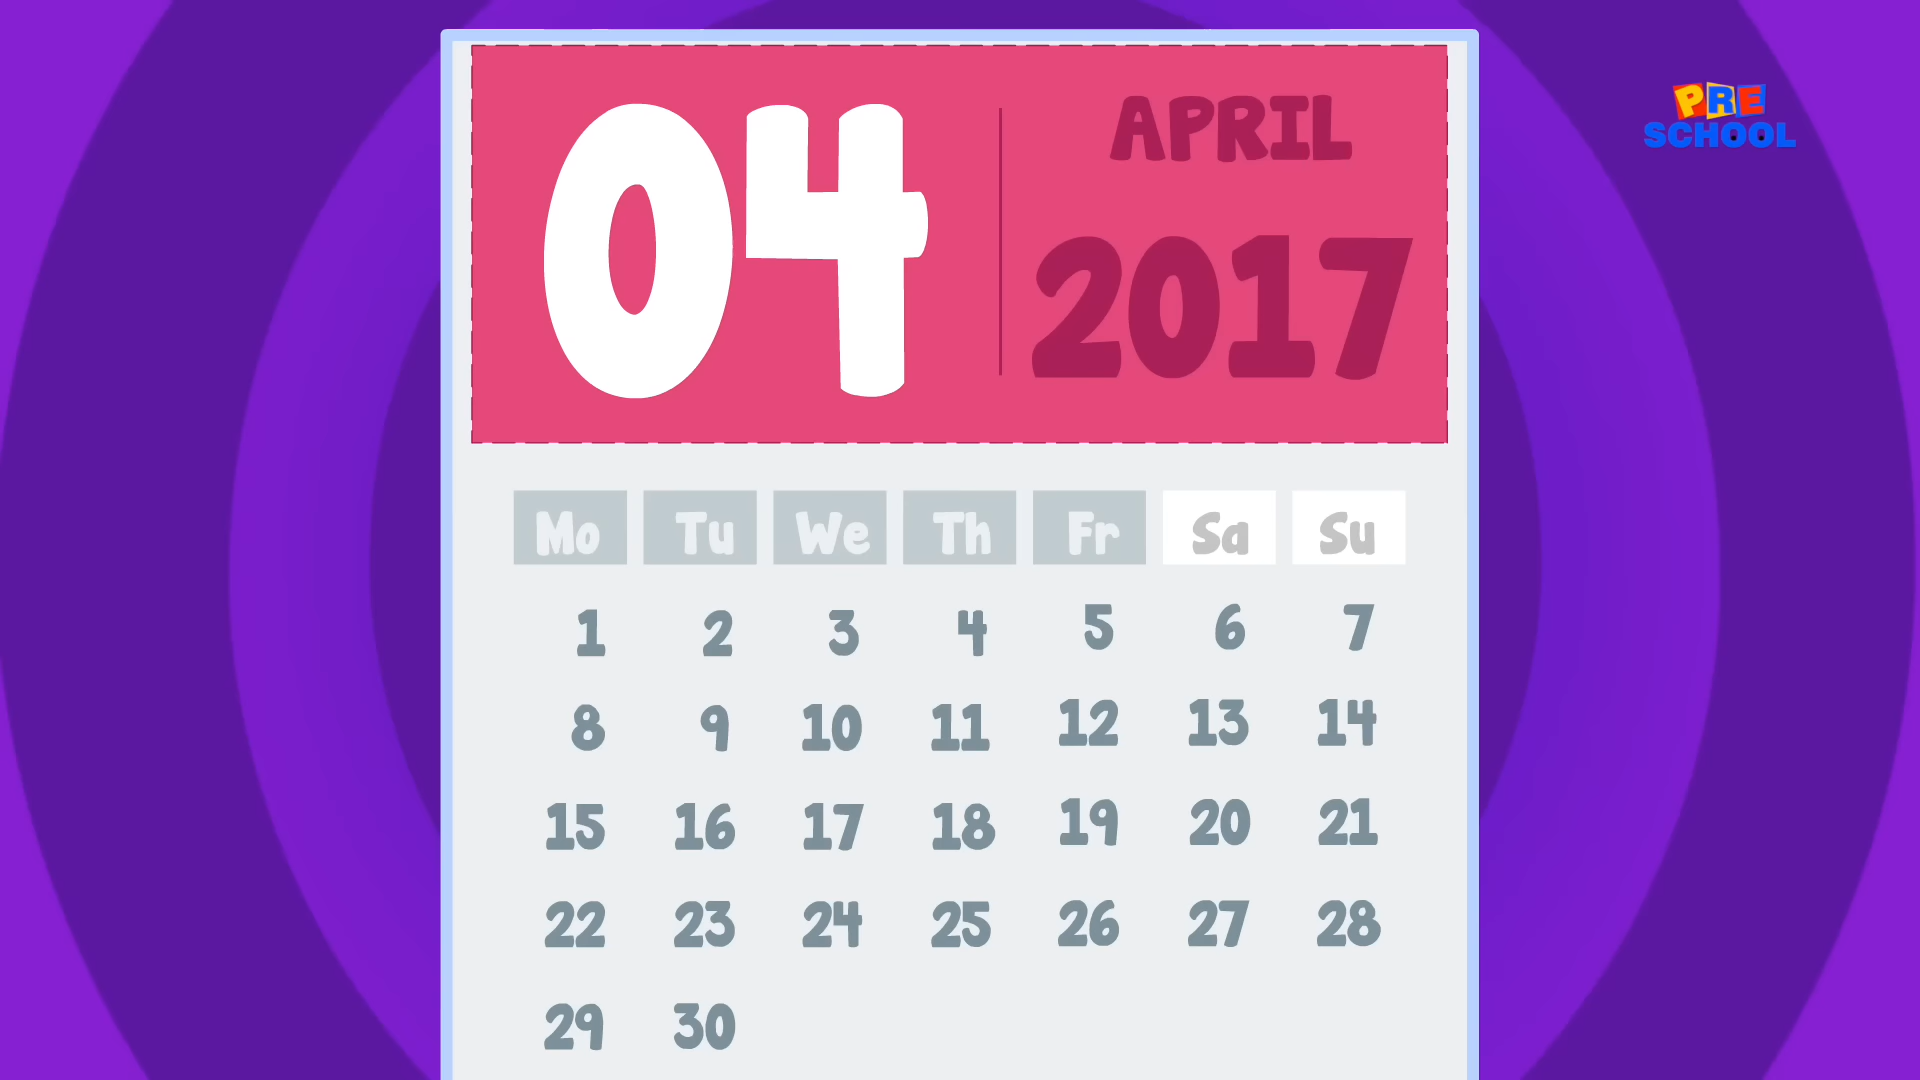 04
APRIL
2017
PRE
SCHOOL
Mo Tu We Th Fr Sa Su
1 2 3 4 5 6 7
8 9 10 11 12 13 14
15 16 17 18 19 20 21
22 23 24 25 26 27 28
29 30